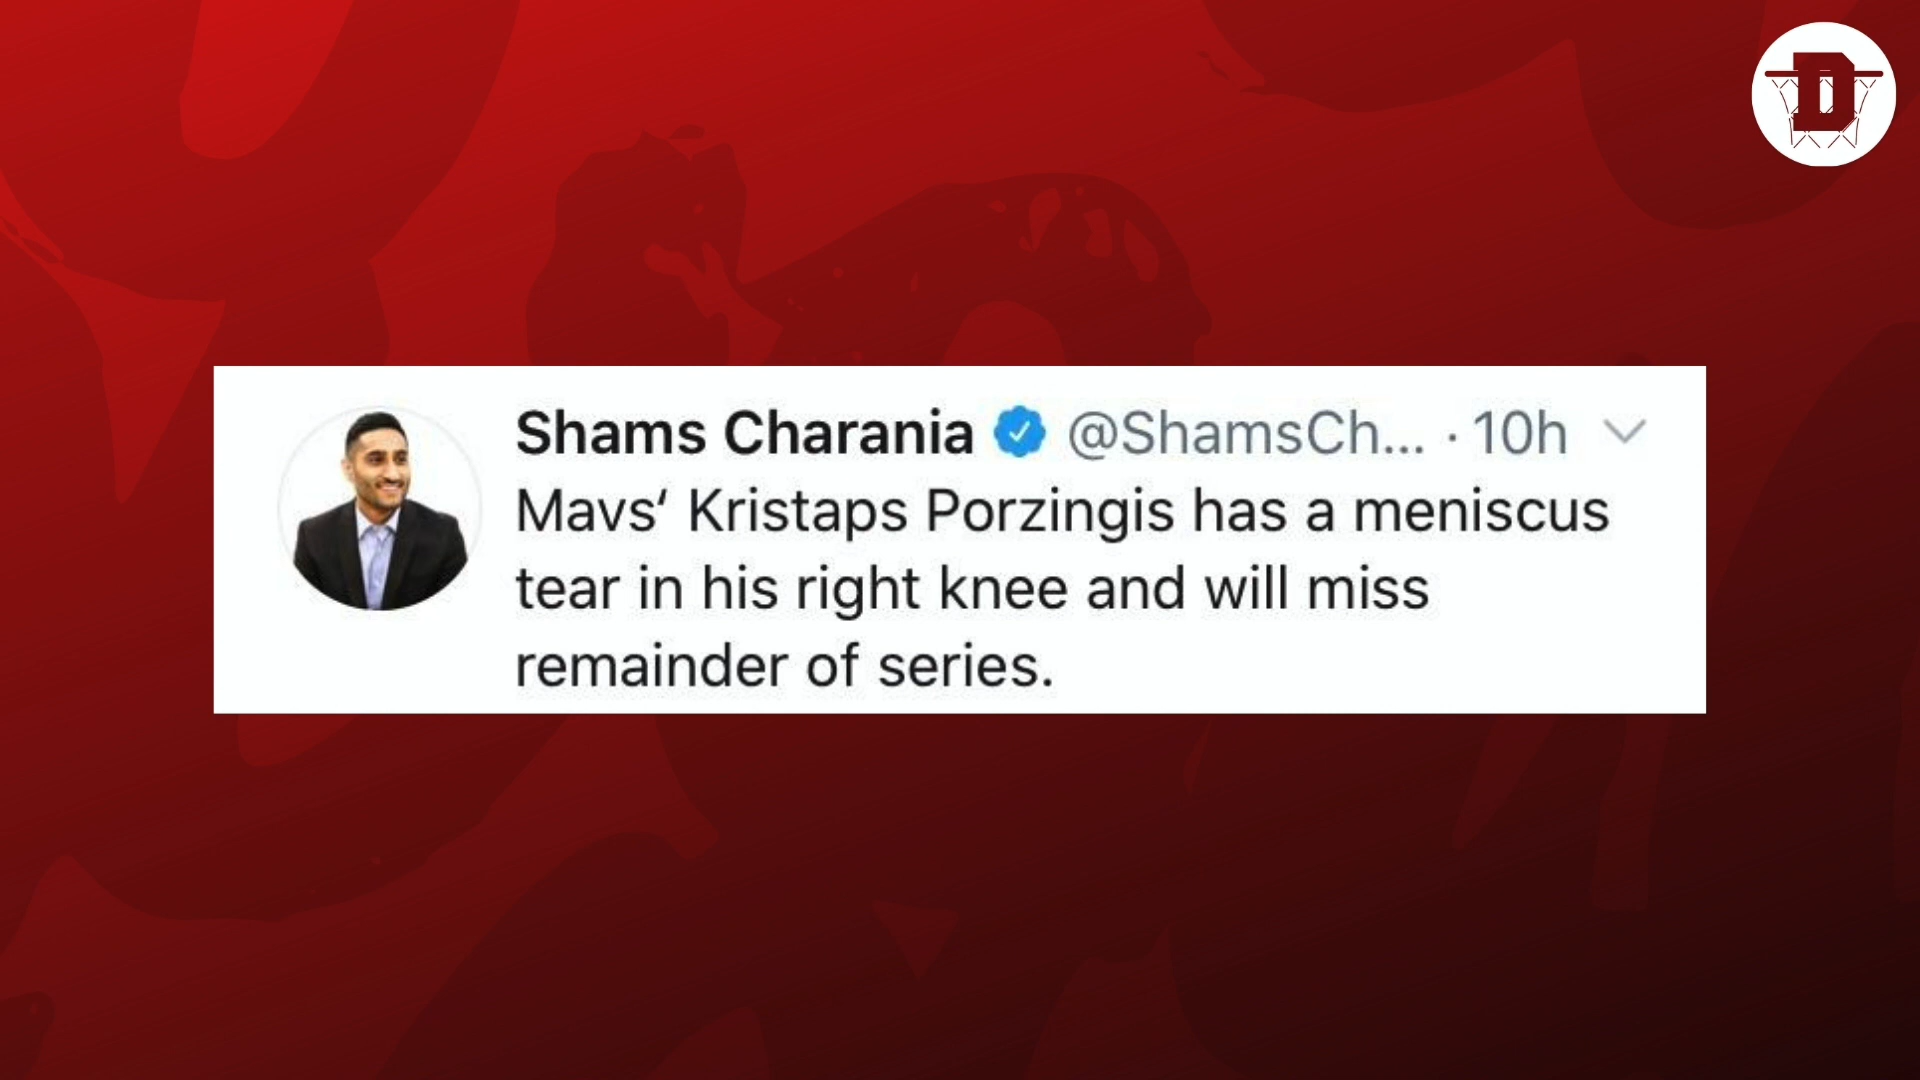 D
Shams Charania @ShamsCh... · 10h
Mavs‘ Kristaps Porzingis has a meniscus
tear in his right knee and will miss
remainder of series.